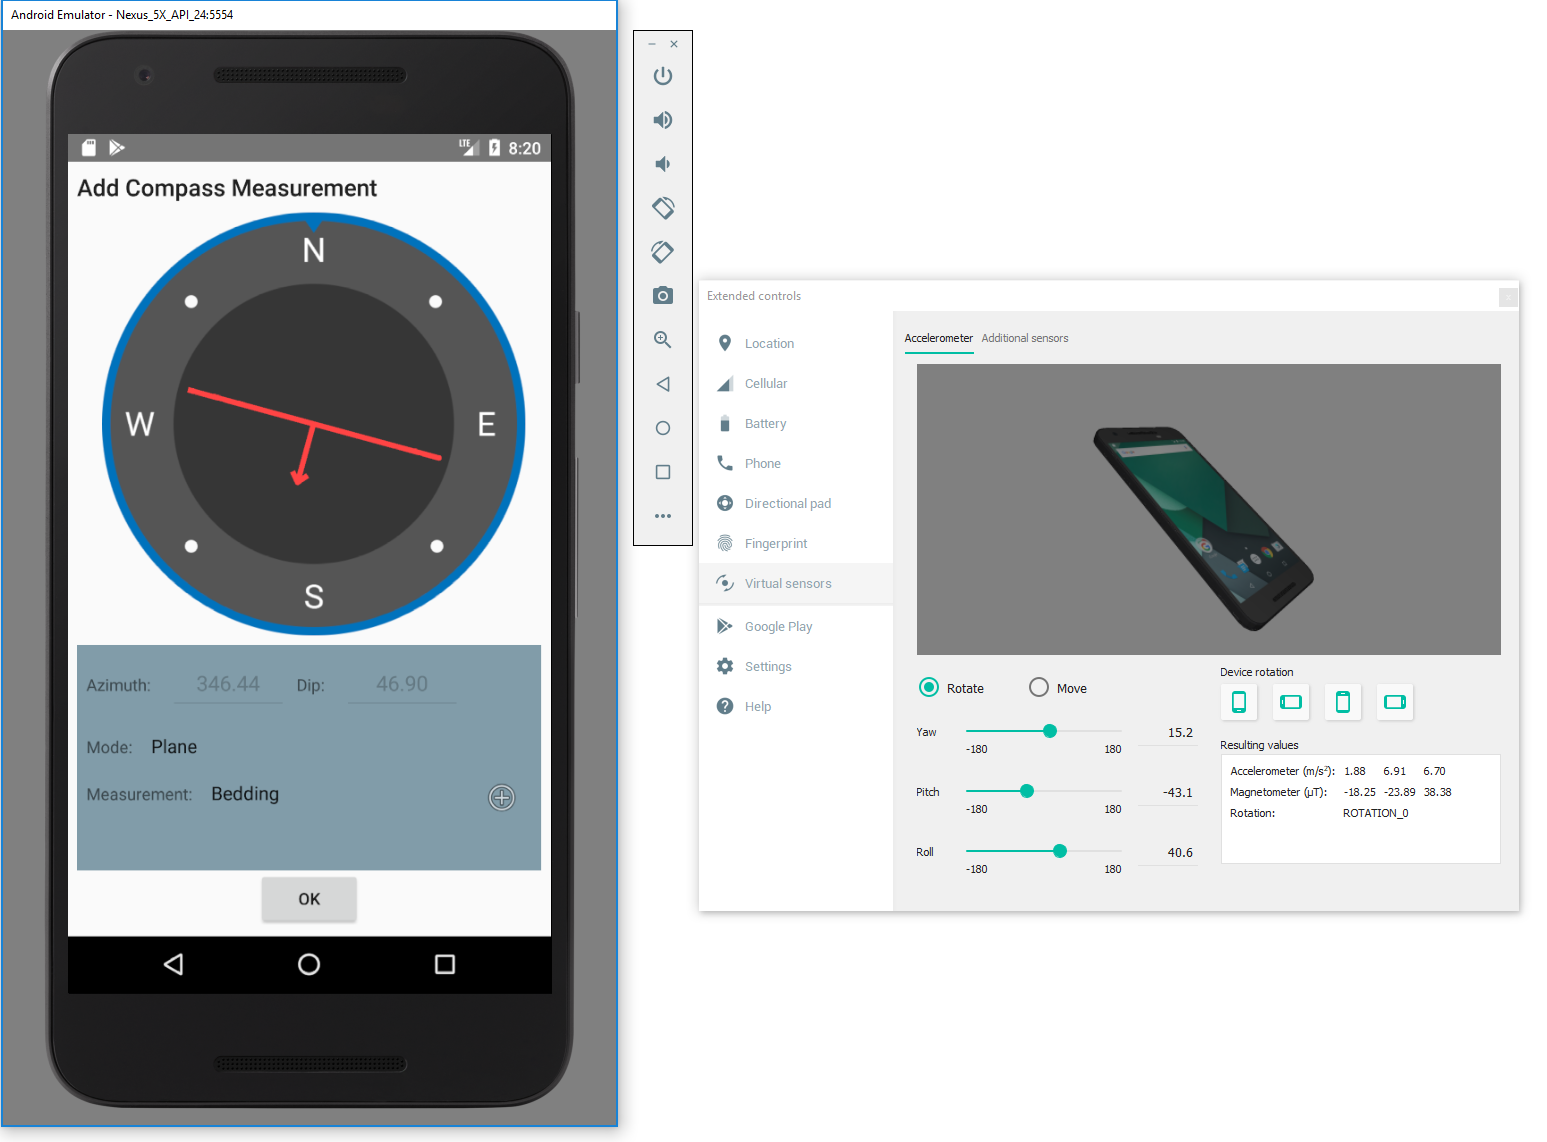 Android Emulator - Nexus_5X_API_24:5554
LTE 8:20
Add Compass Measurement
N
W E
S
Azimuth: 346.44 Dip: 46.90
Mode: Plane
Measurement: Bedding
OK
Extended controls
Location
Cellular
Battery
Phone
Directional pad
Fingerprint
Virtual sensors
Google Play
Settings
Help
Accelerometer Additional sensors
Rotate Move
Yaw 15.2
-180 180
Pitch -43.1
-180 180
Roll 40.6
-180 180
Device rotation
Resulting values
Accelerometer (m/s²): 1.88 6.91 6.70
Magnetometer (μT): -18.25 -23.89 38.38
Rotation: ROTATION_0